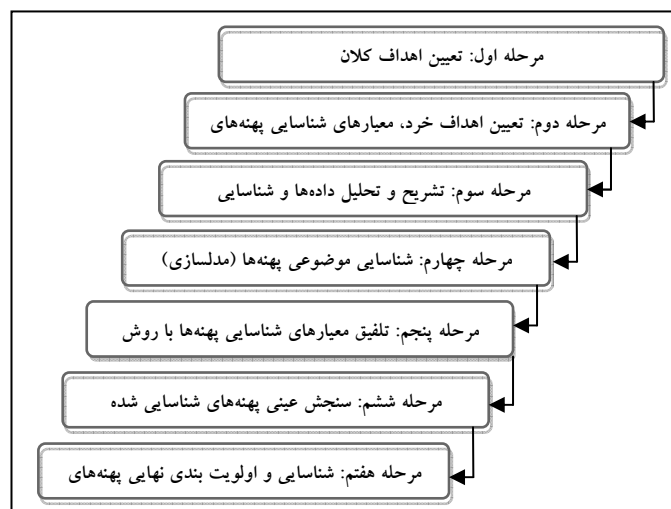 مرحله اول: تعیین اهداف کلان
مرحله دوم: تعیین اهداف خرد، معیارهای شناسایی پهنه‌های
مرحله سوم: تشریح و تحلیل داده‌ها و شناسایی
مرحله چهارم: شناسایی موضوعی پهنه‌ها (مدلسازی)
مرحله پنجم: تلفیق معیارهای شناسایی پهنه‌ها با روش
مرحله ششم: سنجش عینی پهنه‌های شناسایی شده
مرحله هفتم: شناسایی و اولویت بندی نهایی پهنه‌های